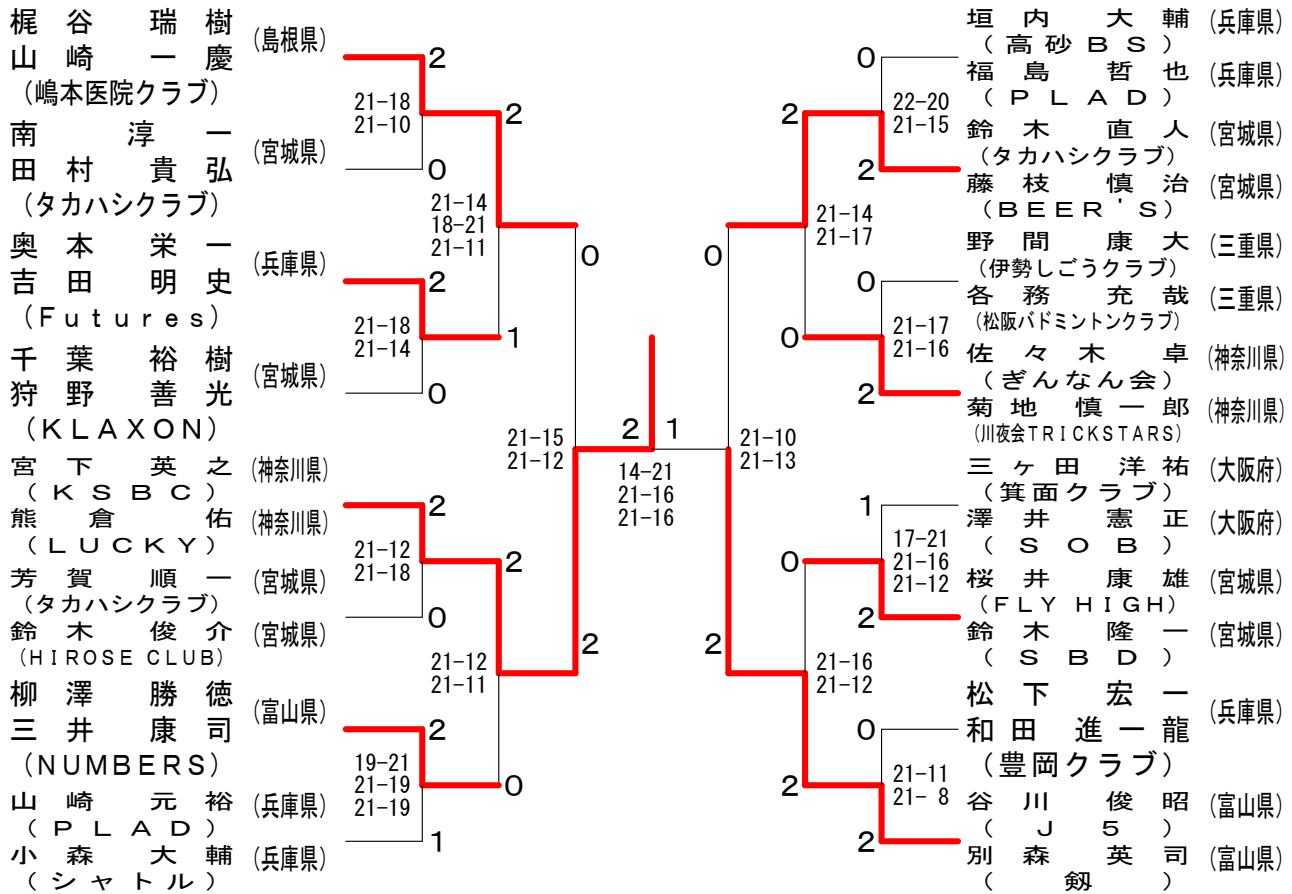 梶谷 瑞樹
山崎 一慶
(島根県)
(嶋本医院クラブ)
南 淳一
田村 貴弘
(宮城県)
(タカハシクラブ)
奥本 栄一
吉田 明史
(兵庫県)
(Futures)
千葉 裕樹
狩野 善光
(宮城県)
(KLAXON)
宮下 英之 (神奈川県)
(KSBC)
熊倉 佑 (神奈川県)
(LUCKY)
芳賀 順一 (宮城県)
(タカハシクラブ)
鈴木 俊介 (宮城県)
(HIROSE CLUB)
柳澤 勝徳
三井 康司
(富山県)
(NUMBERS)
山崎 元裕 (兵庫県)
(PLAD)
小森 大輔 (兵庫県)
(シャトル)
2
21-18
21-10
0
2
21-14
18-21
21-11
2
21-18
21-14
0
1
0
21-15
21-12
2
21-12
21-18
0
2
21-12
21-11
2
19-21
21-19
21-19
1
0
2
2
1
14-21
21-16
21-16
0
21-10
21-13
2
2
21-14
21-17
0
0
21-16
21-12
2
0
22-20
21-15
2
0
21-17
21-16
2
1
17-21
21-16
21-12
2
0
21-11
21- 8
2
垣内 大輔 (兵庫県)
(高砂BS)
福島 哲也 (兵庫県)
(PLAD)
鈴木 直人 (宮城県)
(タカハシクラブ)
藤枝 慎治 (宮城県)
(BEER'S)
野間 康大 (三重県)
(伊勢しごうクラブ)
各務 充哉 (三重県)
(松阪バドミントンクラブ)
佐々木 卓 (神奈川県)
(ぎんなん会)
菊地 慎一郎 (神奈川県)
(川夜会TRICKSTARS)
三ヶ田 洋祐 (大阪府)
(箕面クラブ)
澤井 憲正 (大阪府)
(SOB)
桜井 康雄 (宮城県)
(FLY HIGH)
鈴木 隆一 (宮城県)
(SBD)
松下 宏一
和田 進一龍
(兵庫県)
(豊岡クラブ)
谷川 俊昭 (富山県)
(J5)
別森 英司 (富山県)
(剱)